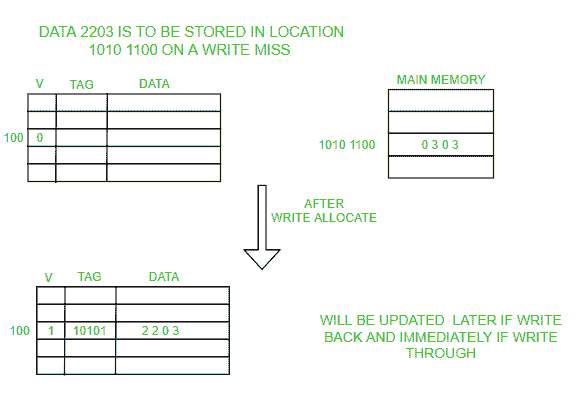 DATA 2203 IS TO BE STORED IN LOCATION
1010 1100 ON A WRITE MISS
V TAG DATA
100 0
MAIN MEMORY
1010 1100 0 3 0 3
AFTER
WRITE ALLOCATE
V TAG DATA
100 1 10101 2 2 0 3
WILL BE UPDATED LATER IF WRITE
BACK AND IMMEDIATELY IF WRITE
THROUGH